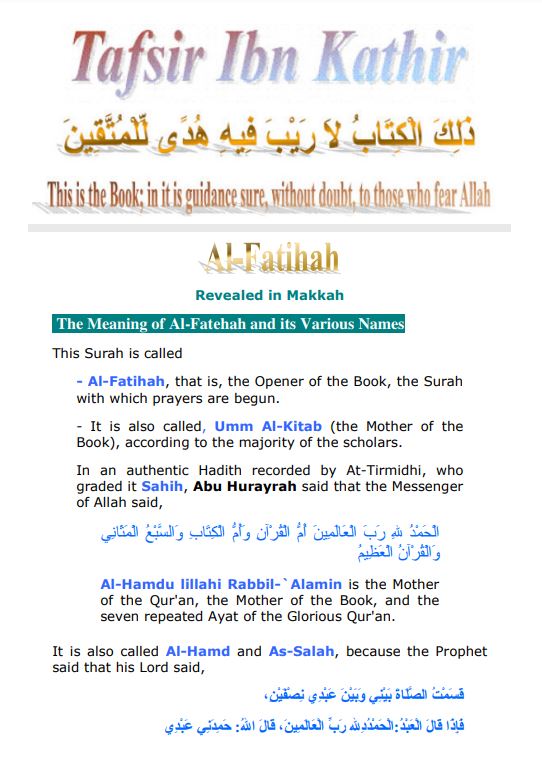 Tafsir Ibn Kathir
ذَلِكَ الْكِتَابُ لاَ رَيْبَ فِيهِ هُدًى لِّلْمُتَّقِينَ
This is the Book; in it is guidance sure, without doubt, to those who fear Allah
Al-Fatihah
Revealed in Makkah
The Meaning of Al-Fatehah and its Various Names
This Surah is called
- Al-Fatihah, that is, the Opener of the Book, the Surah
with which prayers are begun.
- It is also called, Umm Al-Kitab (the Mother of the
Book), according to the majority of the scholars.
In an authentic Hadith recorded by At-Tirmidhi, who
graded it Sahih, Abu Hurayrah said that the Messenger
of Allah said,
الْحَمْدُ للهِ رَبَ الْعَالَمِينَ أُمُّ الْقُرْآنِ وَأُمُّ الْكِتَابِ وَالسَّبْعُ الْمَثَانِي
وَالْقُرْآنُ الْعَظِيمُ
Al-Hamdu lillahi Rabbil-`Alamin is the Mother
of the Qur'an, the Mother of the Book, and the
seven repeated Ayat of the Glorious Qur'an.
It is also called Al-Hamd and As-Salah, because the Prophet
said that his Lord said,
قَسَمْتُ الصَّلَاةَ بَيْنِي وَبَيْنَ عَبْدِي نِصْفَيْنِ،
فَإِذَا قَالَ الْعَبْدُ:الْحَمْدُدِلله رَبِّ الْعَالَمِينَ، قَالَ اللهُ: حَمِدَنِي عَبْدِي